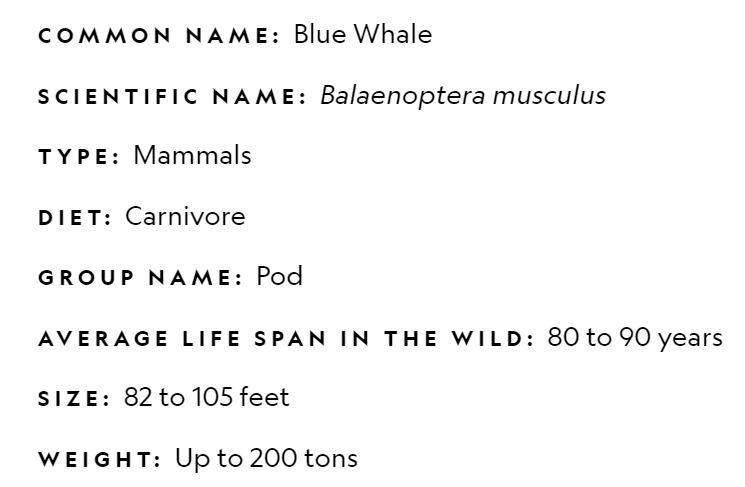 COMMON NAME: Blue Whale
SCIENTIFIC NAME: Balaenoptera musculus
TYPE: Mammals
DIET: Carnivore
GROUP NAME: Pod
AVERAGE LIFE SPAN IN THE WILD: 80 to 90 years
SIZE: 82 to 105 feet
WEIGHT: Up to 200 tons